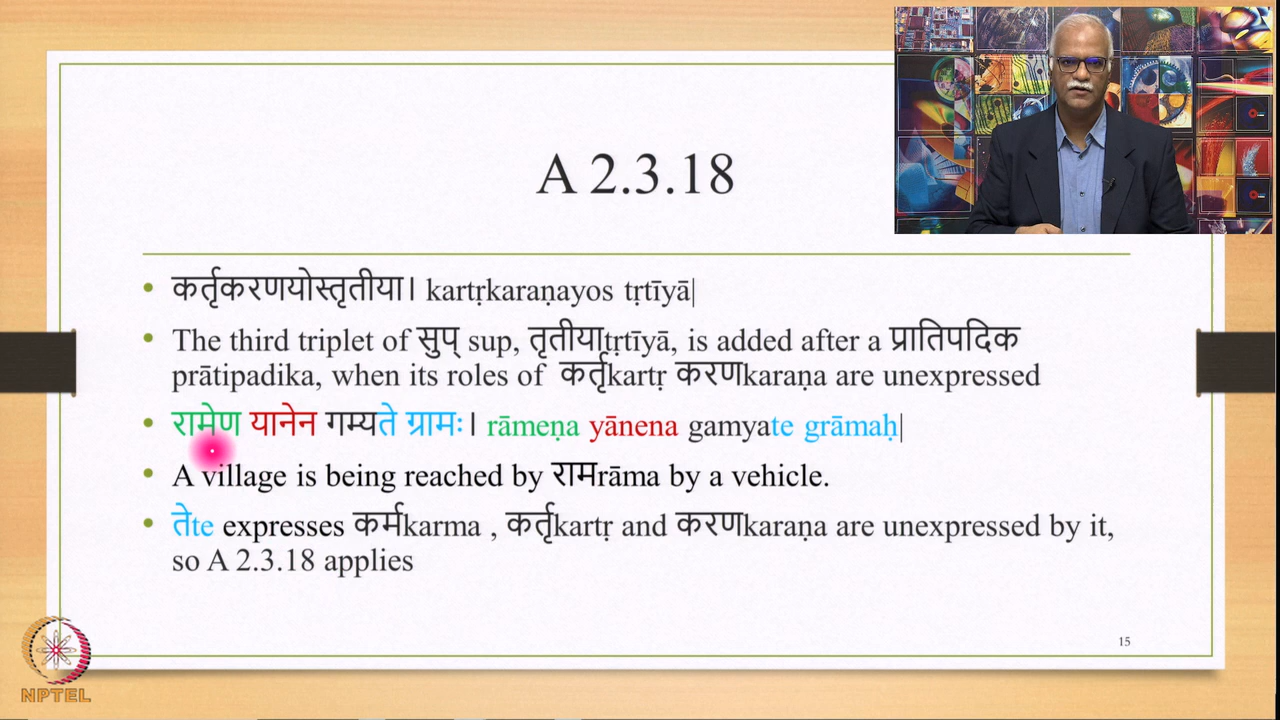 A 2.3.18
• कर्तृकरणयोस्तृतीया। kartṛkaraṇayos tṛtīyā|
• The third triplet of सुप् sup, तृतीयाtṛtīyā, is added after a प्रातिपदिक
prātipadika, when its roles of कर्तृkartṛ करणkaraṇa are unexpressed
• रामेण यानेन गम्यते ग्रामः। rāmeṇa yānena gamyate grāmaḥ|
• A village is being reached by रामrāma by a vehicle.
• तेte expresses कर्मkarma , कर्तृkartṛ and करणkaraṇa are unexpressed by it,
so A 2.3.18 applies
15
NPTEL